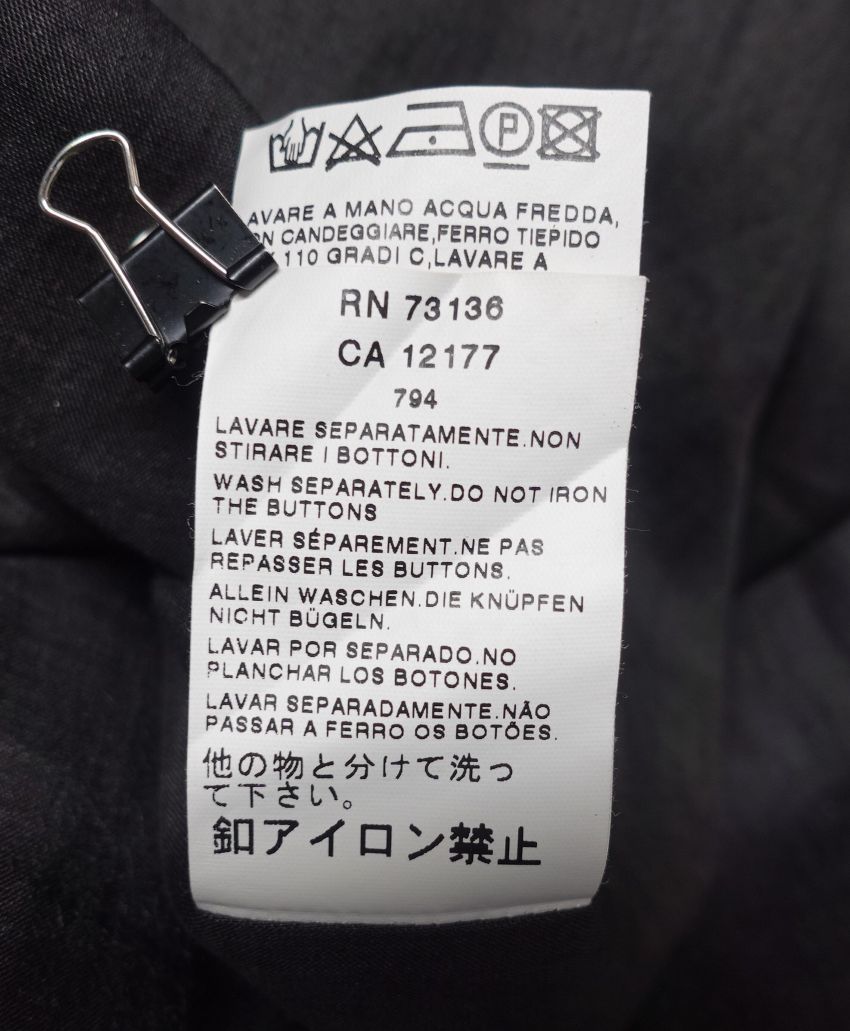 P
LAVARE A MANO ACQUA FREDDA,
NON CANDEGGIARE,FERRO TIEPIDO
110 GRADI C,LAVARE A
RN 73136
CA 12177
794
LAVARE SEPARATAMENTE.NON
STIRARE I BOTTONI.
WASH SEPARATELY.DO NOT IRON
THE BUTTONS
LAVER SÉPAREMENT.NE PAS
REPASSER LES BUTTONS.
ALLEIN WASCHEN.DIE KNÜPFEN
NICHT BÜGELN.
LAVAR POR SEPARADO.NO
PLANCHAR LOS BOTONES.
LAVAR SEPARADAMENTE.NÃO
PASSAR A FERRO OS BOTÕES.
他の物と分けて洗っ
て下さい。
釦アイロン禁止